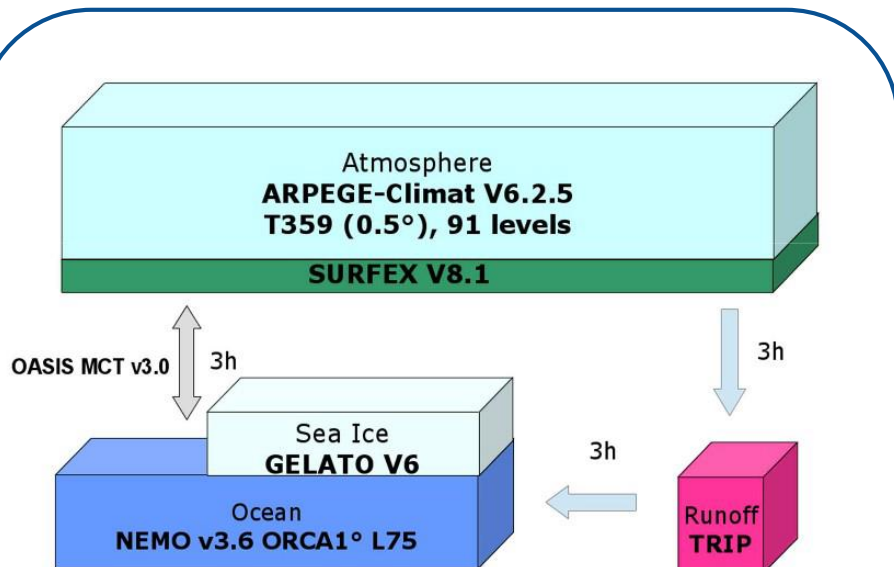 Atmosphere
ARPEGE-Climat V6.2.5
T359 (0.5°), 91 levels
SURFEX V8.1
OASIS MCT v3.0
3h
3h
Sea Ice
GELATO V6
3h
Ocean
NEMO v3.6 ORCA1° L75
Runoff
TRIP